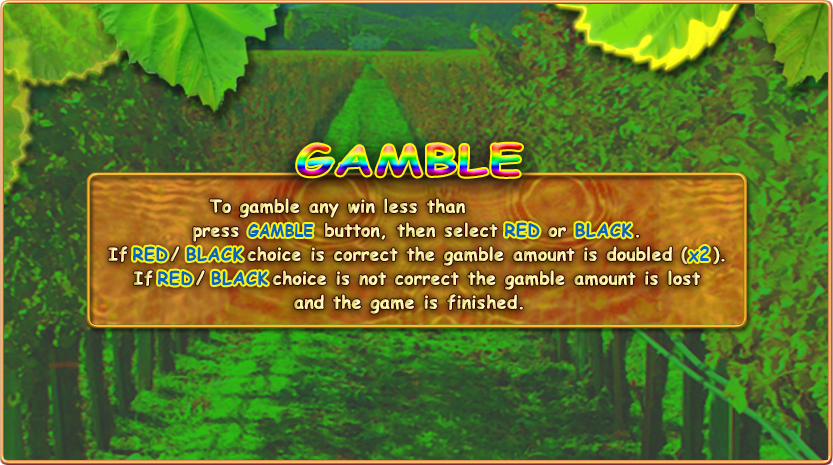 GAMBLE
To gamble any win less than
press GAMBLE button, then select RED or BLACK.
If RED/ BLACK choice is correct the gamble amount is doubled (x2).
If RED/ BLACK choice is not correct the gamble amount is lost
and the game is finished.